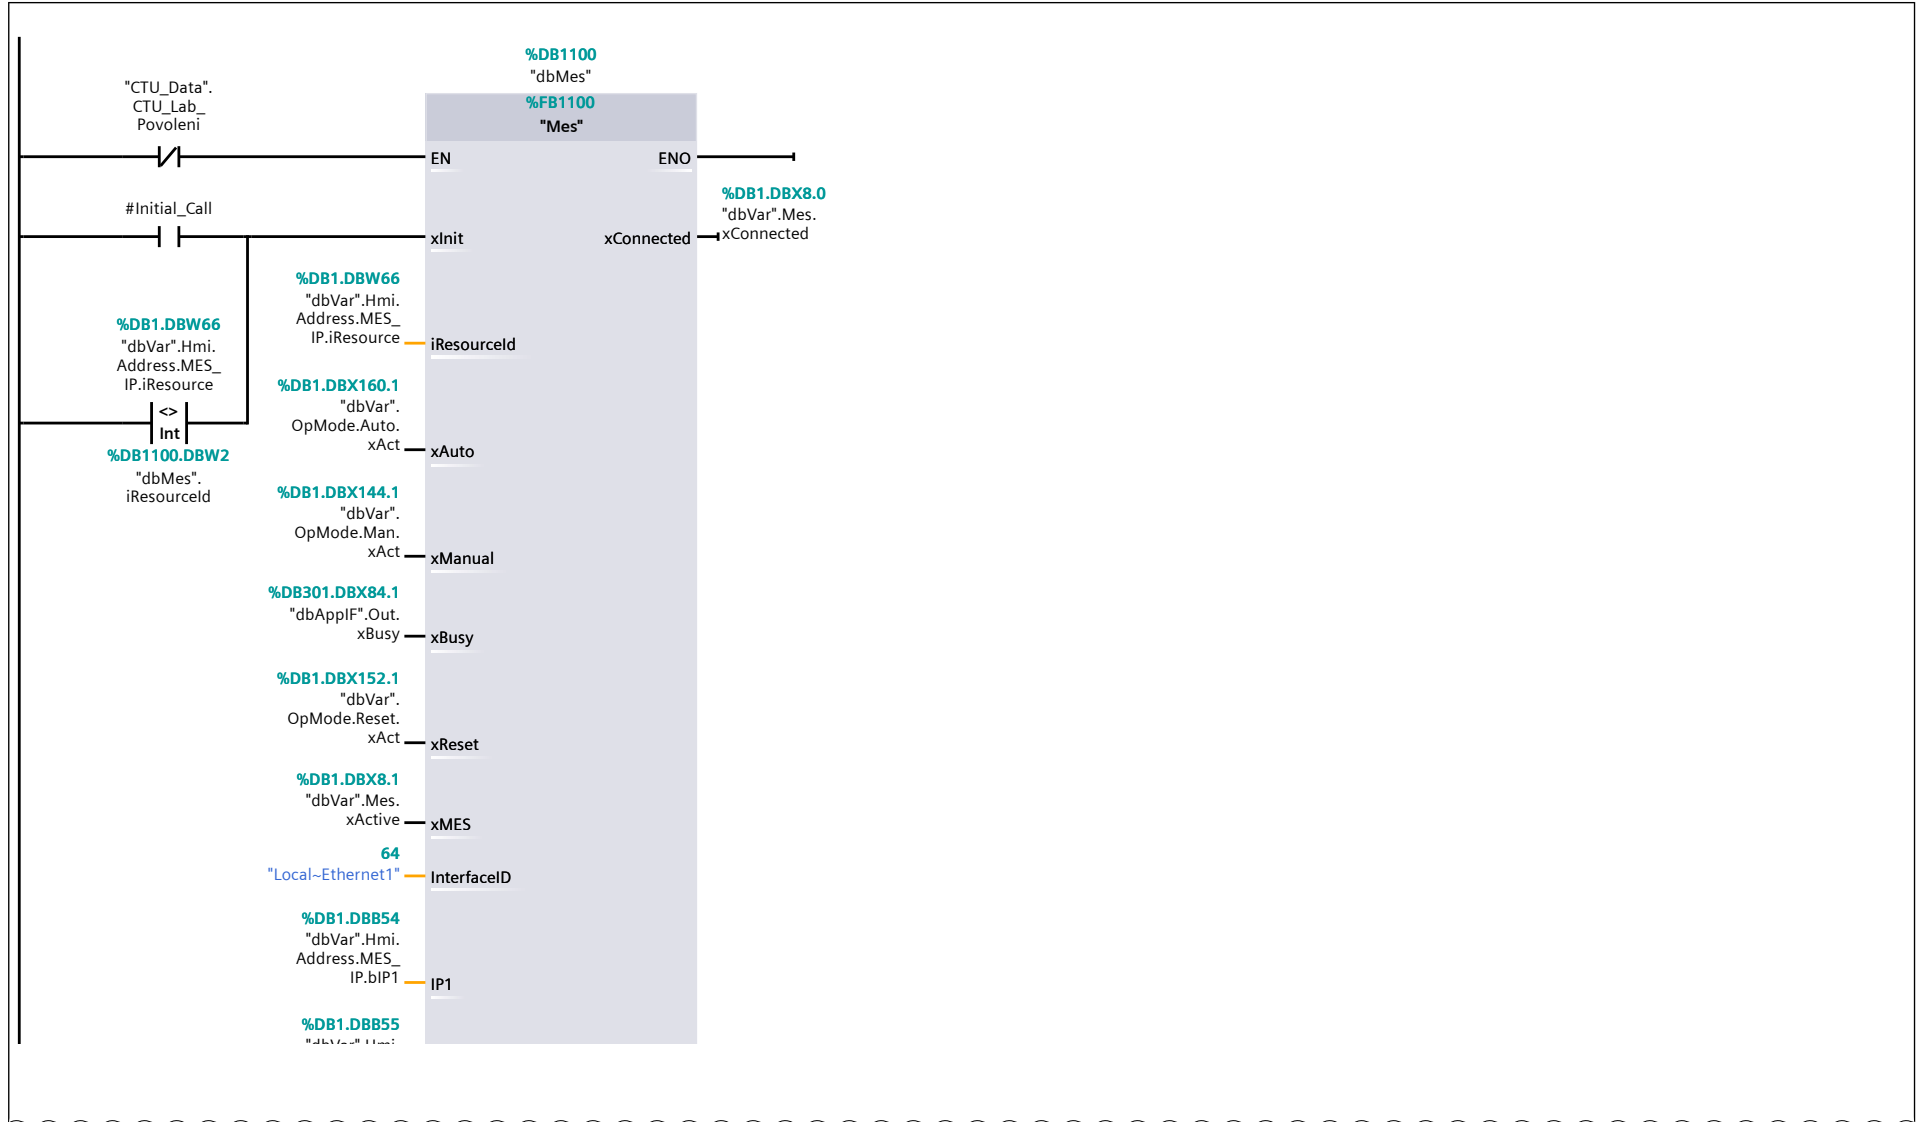 %DB1100
"dbMes"
%FB1100
"Mes"
"CTU_Data".
CTU_Lab_
Povoleni
EN
ENO
#Initial_Call
xInit
%DB1.DBX8.0
"dbVar".Mes.
xConnected
xConnected
%DB1.DBW66
"dbVar".Hmi.
Address.MES_
IP.iResource
<>
Int
%DB1100.DBW2
"dbMes".
iResourceId
%DB1.DBW66
"dbVar".Hmi.
Address.MES_
IP.iResource
iResourceId
%DB1.DBX160.1
"dbVar".
OpMode.Auto.
xAct
xAuto
%DB1.DBX144.1
"dbVar".
OpMode.Man.
xAct
xManual
%DB301.DBX84.1
"dbAppIF".Out.
xBusy
xBusy
%DB1.DBX152.1
"dbVar".
OpMode.Reset.
xAct
xReset
%DB1.DBX8.1
"dbVar".Mes.
xActive
xMES
64
"Local~Ethernet1"
InterfaceID
%DB1.DBB54
"dbVar".Hmi.
Address.MES_
IP.bIP1
IP1
%DB1.DBB55
"dbVar".Hmi.